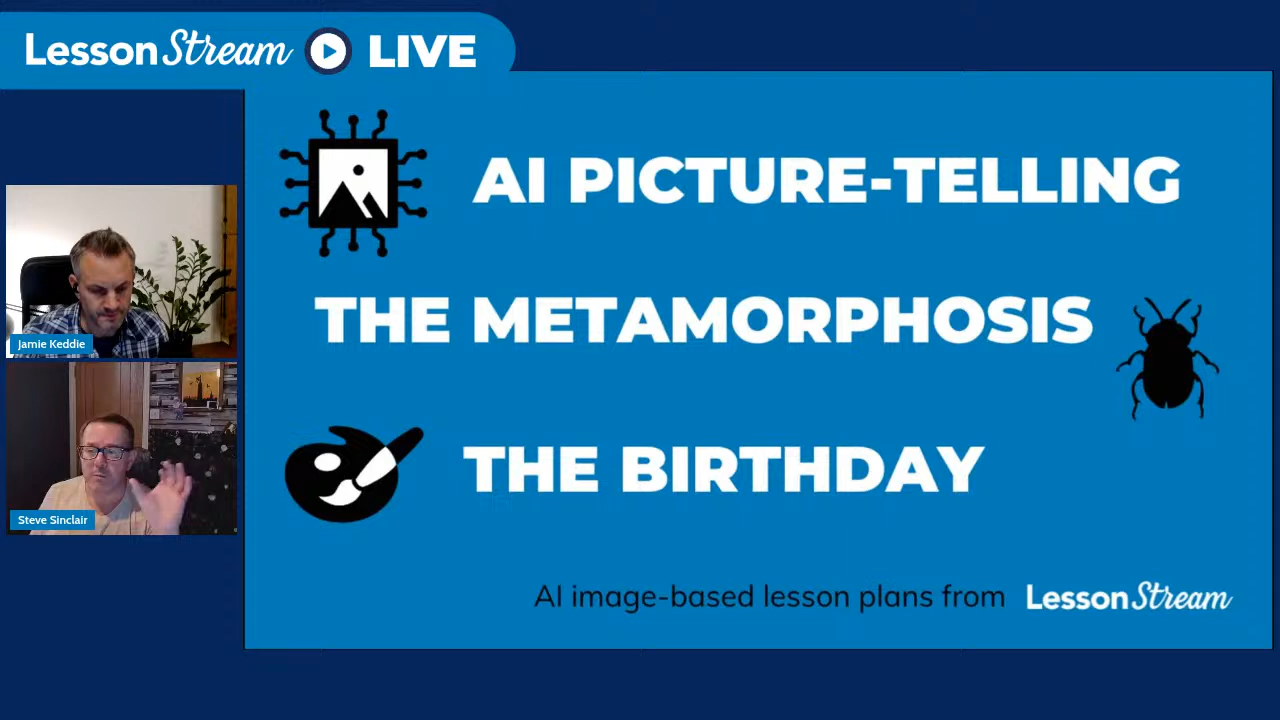 LessonStream LIVE
AI PICTURE-TELLING
THE METAMORPHOSIS
Jamie Keddie
THE BIRTHDAY
Steve Sinclair
AI image-based lesson plans from LessonStream